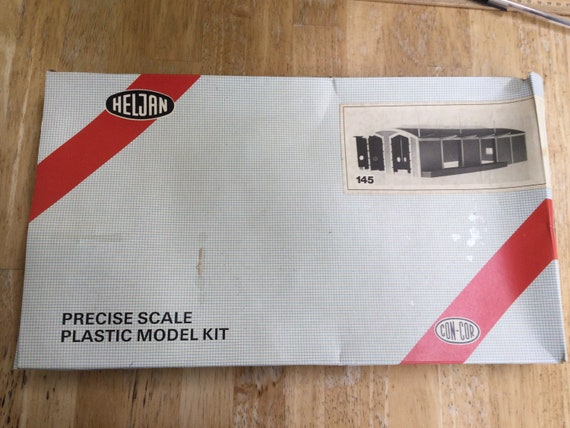 HELJAN
145
PRECISE SCALE
PLASTIC MODEL KIT
CON-COR